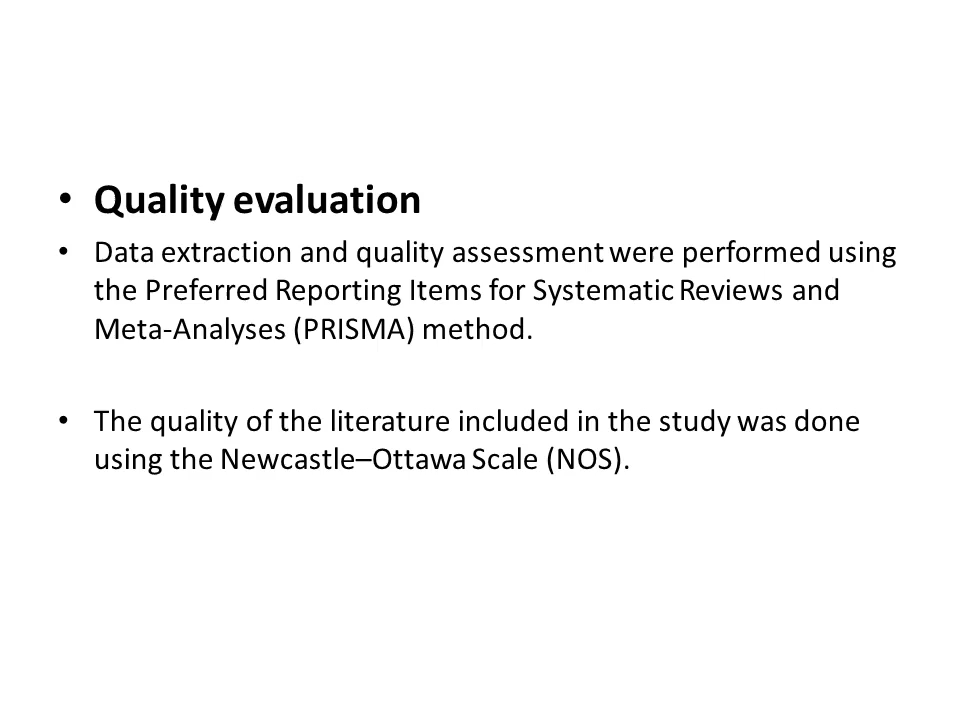 • Quality evaluation
• Data extraction and quality assessment were performed using
the Preferred Reporting Items for Systematic Reviews and
Meta-Analyses (PRISMA) method.
• The quality of the literature included in the study was done
using the Newcastle–Ottawa Scale (NOS).